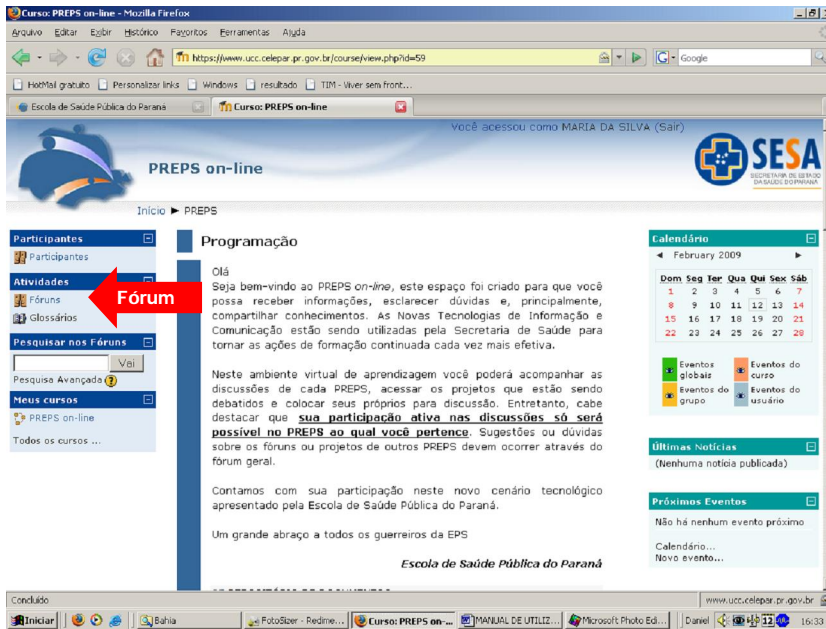 Curso: PREPS on-line - Mozilla Firefox
Arquivo Editar Exibir Histórico Favoritos Ferramentas Ajuda
https://www.ucc.celepar.pr.gov.br/course/view.php?id=59
Google
HotMail gratuito Personalizar links Windows resultado TIM - Viver sem front...
Escola de Saúde Pública do Paraná
Curso: PREPS on-line
Você acessou como MARIA DA SILVA (Sair)
PREPS on-line
SESA
SECRETARIA DE ESTADO
DA SAÚDE DO PARANÁ
Início ► PREPS
Participantes
Participantes
Atividades
Fóruns
Glossários
Fórum
Pesquisar nos Fóruns
Vai
Pesquisa Avançada ?
Meus cursos
PREPS on-line
Todos os cursos ...
Programação
Olá
Seja bem-vindo ao PREPS on-line, este espaço foi criado para que você
possa receber informações, esclarecer dúvidas e, principalmente,
compartilhar conhecimentos. As Novas Tecnologias de Informação e
Comunicação estão sendo utilizadas pela Secretaria de Saúde para
tornar as ações de formação continuada cada vez mais efetiva.
Neste ambiente virtual de aprendizagem você poderá acompanhar as
discussões de cada PREPS, acessar os projetos que estão sendo
debatidos e colocar seus próprios para discussão. Entretanto, cabe
destacar que sua participação ativa nas discussões só será
possível no PREPS ao qual você pertence. Sugestões ou dúvidas
sobre os fóruns ou projetos de outros PREPS devem ocorrer através do
fórum geral.
Contamos com sua participação neste novo cenário tecnológico
apresentado pela Escola de Saúde Pública do Paraná.
Um grande abraço a todos os guerreiros da EPS
Escola de Saúde Pública do Paraná
Calendário
◄ February 2009 ►
Dom Seg Ter Qua Qui Sex Sáb
1 2 3 4 5 6 7
8 9 10 11 12 13 14
15 16 17 18 19 20 21
22 23 24 25 26 27 28
Eventos globais
Eventos do curso
Eventos do grupo
Eventos do usuário
Últimas Notícias
(Nenhuma notícia publicada)
Próximos Eventos
Não há nenhum evento próximo
Calendário...
Novo evento...
Concluído
www.ucc.celepar.pr.gov.br
Iniciar
Bahia
FotoSizer - Redime...
Curso: PREPS on-...
MANUAL DE UTILIZ...
Microsoft Photo Edi...
Daniel
12
16:33